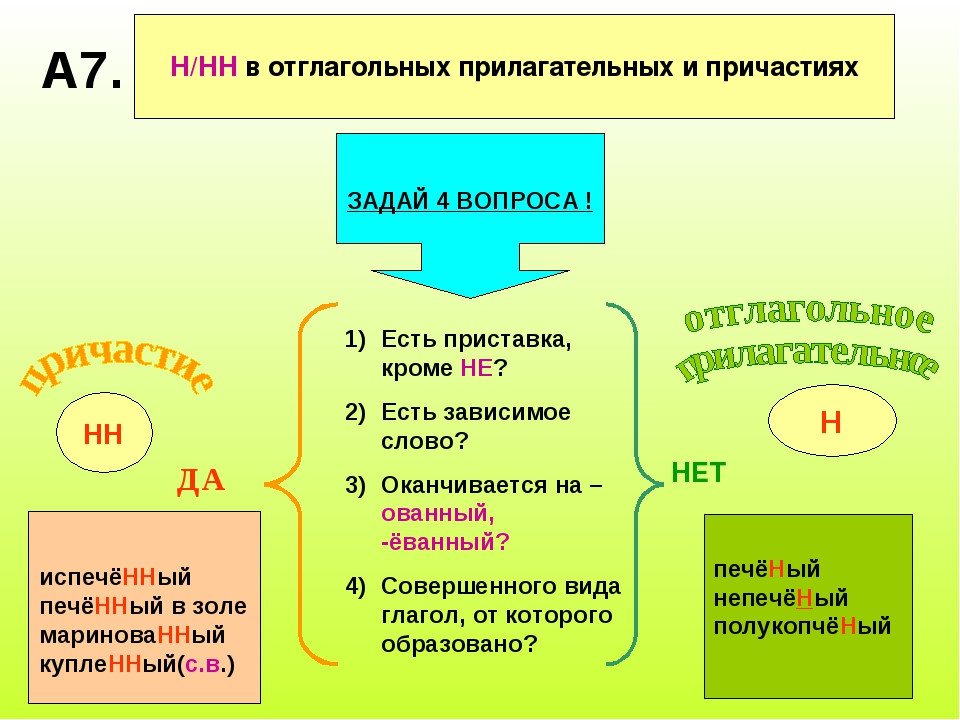 А7.
Н/НН в отглагольных прилагательных и причастиях
ЗАДАЙ 4 ВОПРОСА !
причастие
НН
ДА
1) Есть приставка,
кроме НЕ?
2) Есть зависимое
слово?
3) Оканчивается на –
ованный,
-ёванный?
4) Совершенного вида
глагол, от которого
образовано?
отглагольное
прилагательное
Н
НЕТ
испечёННый
печёННый в золе
мариноваННый
куплеННый(с.в.)
печёНый
непечёНый
полукопчёНый